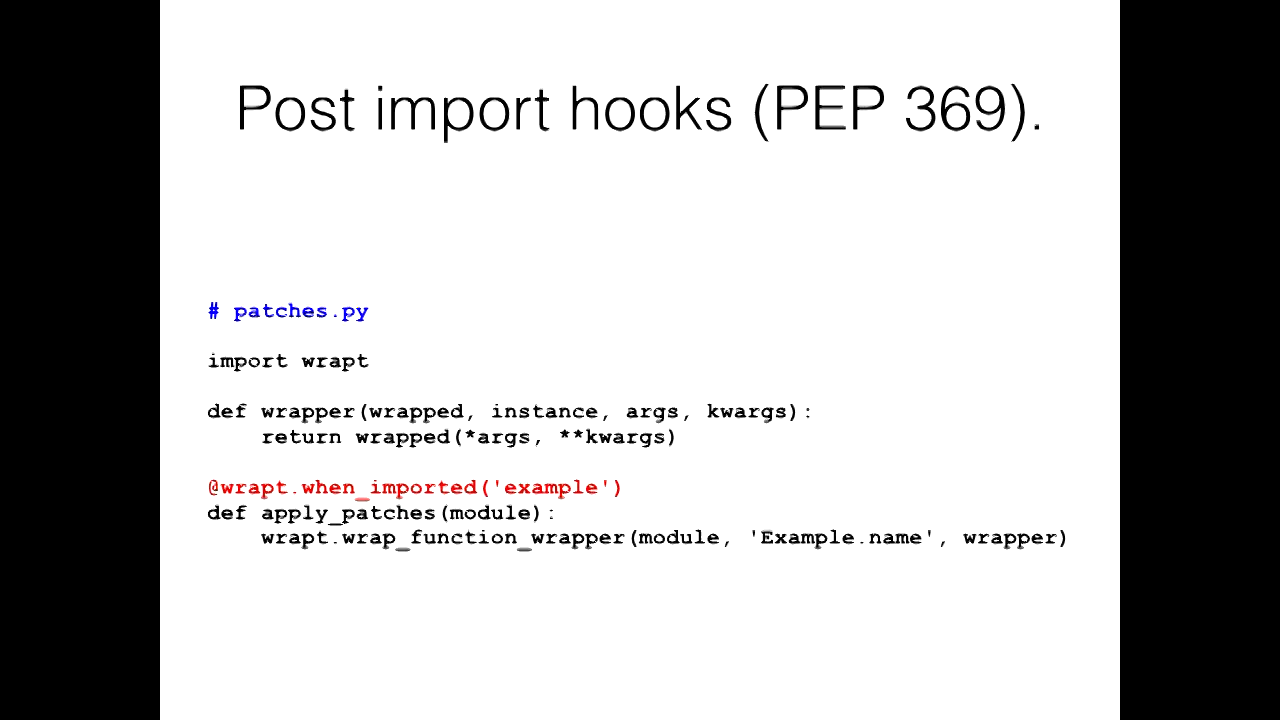 Post import hooks (PEP 369).
# patches.py
import wrapt
def wrapper(wrapped, instance, args, kwargs):
    return wrapped(*args, **kwargs)
@wrapt.when_imported('example')
def apply_patches(module):
    wrapt.wrap_function_wrapper(module, 'Example.name', wrapper)